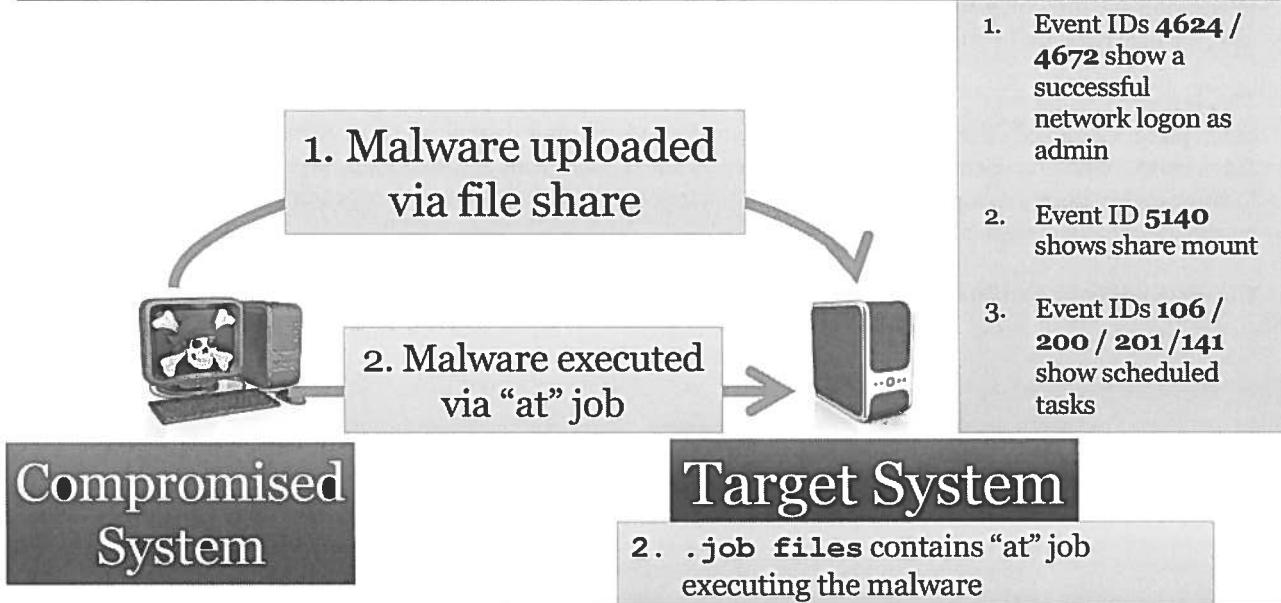 1. Malware uploaded
via file share
2. Malware executed
via “at” job
Compromised
System
Target System
2. .job files contains “at” job
executing the malware
1. Event IDs 4624 /
4672 show a
successful
network logon as
admin
2. Event ID 5140
shows share mount
3. Event IDs 106 /
200 / 201 /141
show scheduled
tasks